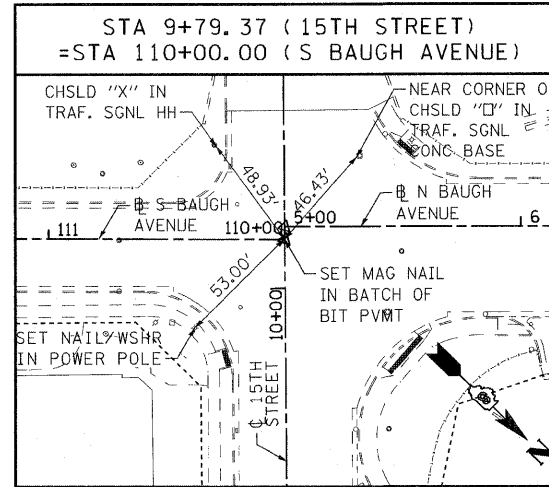 STA 9+79.37 (15TH STREET)
=STA 110+00.00 (S BAUGH AVENUE)
CHSLD "X" IN
TRAF. SGNL HH
NEAR CORNER O
CHSLD "□" IN
TRAF. SGNL
CONC BASE
48.93'
46.43'
℄ S BAUGH
AVENUE
℄ N BAUGH
AVENUE
111
110+00
5+00
6
53.00'
SET MAG NAIL
IN BATCH OF
BIT PVMT
10+00
SET NAIL/WSHR
IN POWER POLE
℄ 15TH
STREET
N